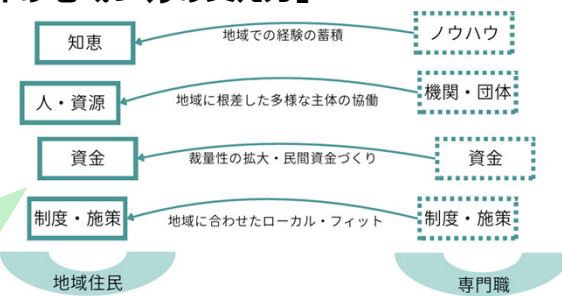 知恵
地域での経験の蓄積
ノウハウ
人・資源
地域に根差した多様な主体の協働
機関・団体
資金
裁量性の拡大・民間資金づくり
資金
制度・施策
地域に合わせたローカル・フィット
制度・施策
地域住民
専門職